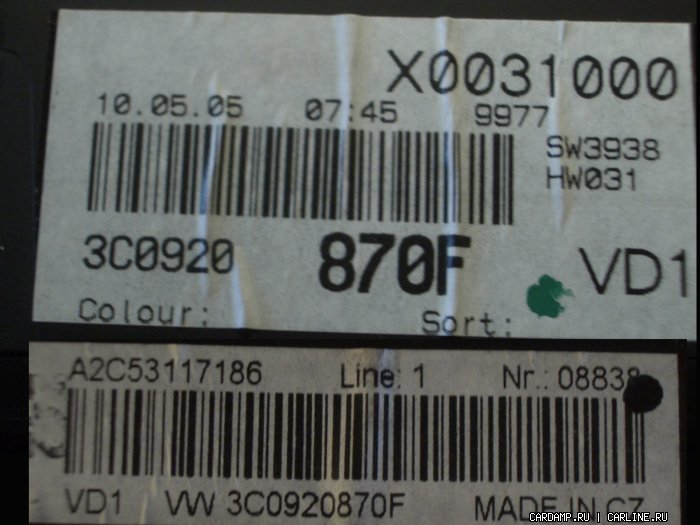 X0031000
10.05.05 07:45 9977
SW3938
HW031
3C0920 870F VD1
Colour: Sort:
A2C53117186 Line: 1 Nr.: 08838
VD1 VW 3C0920870F MADE IN CZ
CARDAMP.RU | CARLINE.RU